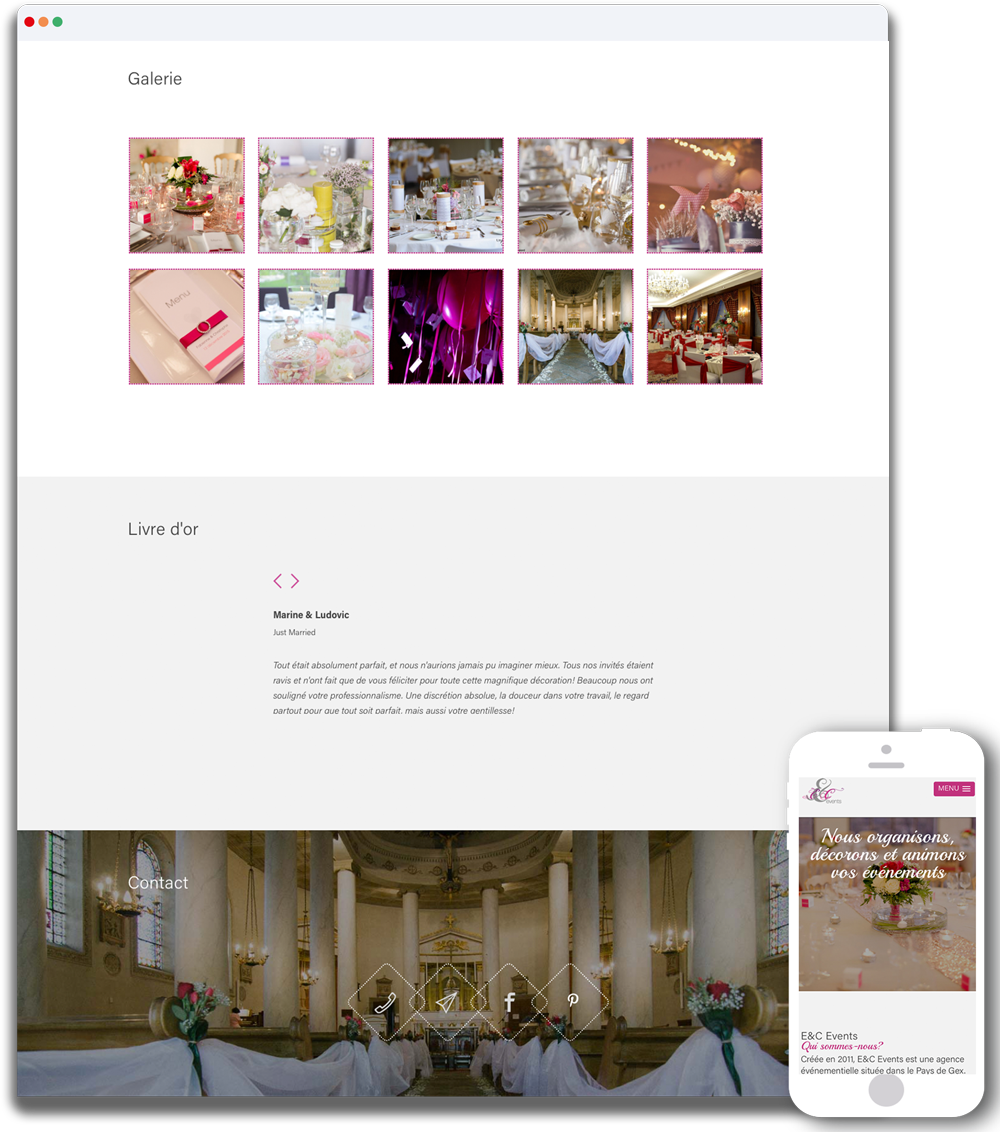 Galerie
Menu
Livre d'or
Marine & Ludovic
Just Married
Tout était absolument parfait, et nous n'aurions jamais pu imaginer mieux. Tous nos invités étaient
ravis et n'ont fait que de vous féliciter pour toute cette magnifique décoration! Beaucoup nous ont
souligné votre professionnalisme. Une discrétion absolue, la douceur dans votre travail, le regard
partout pour que tout soit parfait, mais aussi votre gentillesse!
Contact
E&C
events
MENU
Nous organisons,
décorons et animons
vos événements
E&C Events
Qui sommes-nous?
Créée en 2011, E&C Events est une agence
événementielle située dans le Pays de Gex.